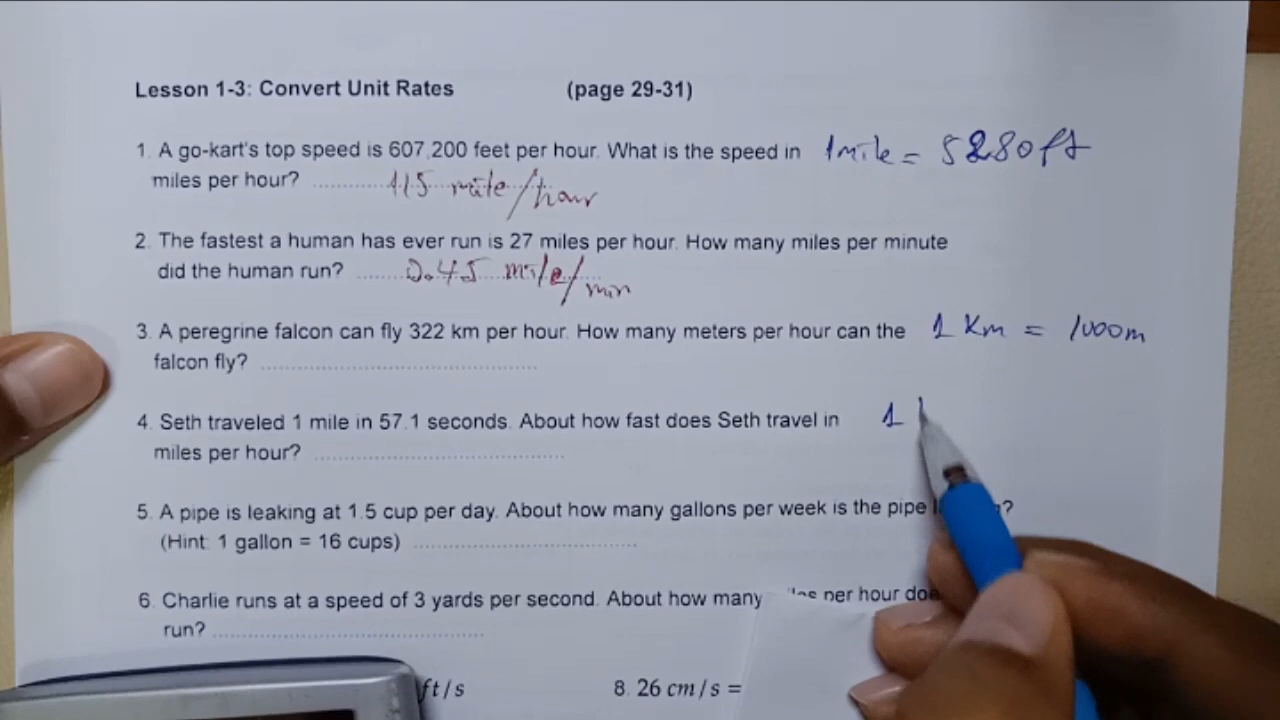 Lesson 1-3: Convert Unit Rates (page 29-31)
1. A go-kart's top speed is 607,200 feet per hour. What is the speed in 1 mile = 5280 ft
miles per hour? .......... 115 mile/hour
2. The fastest a human has ever run is 27 miles per hour. How many miles per minute
did the human run? .......... 0.45 mile/min
3. A peregrine falcon can fly 322 km per hour. How many meters per hour can the 1 Km = 1000m
falcon fly? ..........
4. Seth traveled 1 mile in 57.1 seconds. About how fast does Seth travel in 1
miles per hour? ..........
5. A pipe is leaking at 1.5 cup per day. About how many gallons per week is the pipe
(Hint: 1 gallon = 16 cups) ..........
6. Charlie runs at a speed of 3 yards per second. About how many per hour
run? ..........
ft/s 8. 26 cm/s =